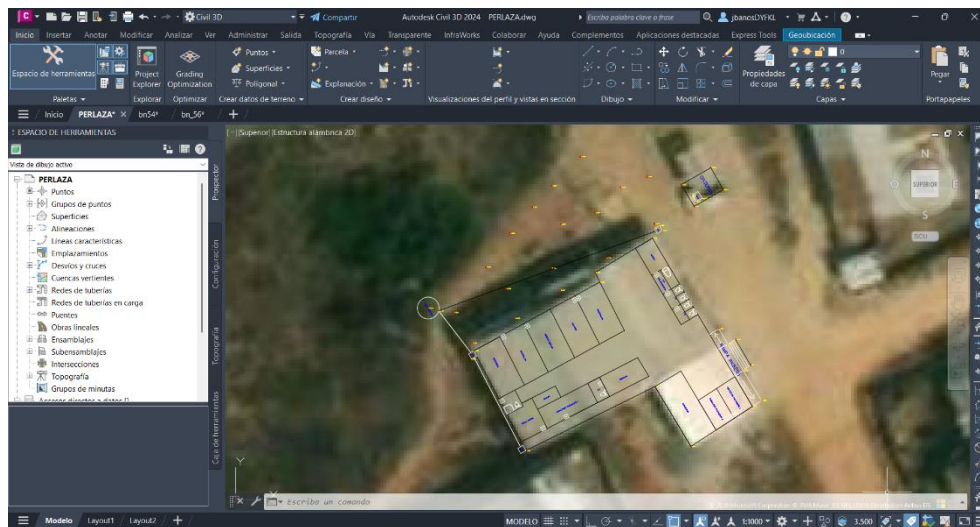 Civil 3D
Compartir
Autodesk Civil 3D 2024 PERLAZA.dwg
Escriba palabra clave o frase
jbanosDYFKL
Inicio Insertar Anotar Modificar Analizar Ver Administrar Salida Topografía Vía Transparente InfraWorks Colaborar Ayuda Complementos Aplicaciones destacadas Express Tools Geoubicación
Espacio de herramientas
Project Explorer
Grading Optimization
Puntos
Superficies
Poligonal
Parcela
Explanación
Propiedades de capa
0
Pegar
Paletas Explorar Optimizar Crear datos de terreno Crear diseño Visualizaciones del perfil y vistas en sección Dibujo Modificar Capas Portapapeles
Inicio PERLAZA* bn54* bn_56*
ESPACIO DE HERRAMIENTAS
[−][Superior][Estructura alámbrica 2D]
Vista de dibujo activo
PERLAZA
Puntos
Grupos de puntos
Superficies
Alineaciones
Líneas características
Emplazamientos
Desvíos y cruces
Cuencas vertientes
Redes de tuberías
Redes de tuberías en carga
Puentes
Obras lineales
Ensamblajes
Subensamblajes
Intersecciones
Topografía
Grupos de minutas
Accesos directos a datos []
Prospector
Configuración
Topografía
Caja de herramientas
N
SUPERIOR
E
S
O
SCU
Y
Escriba un comando
Modelo Layout1 Layout2
MODELO 1:1000 3.500